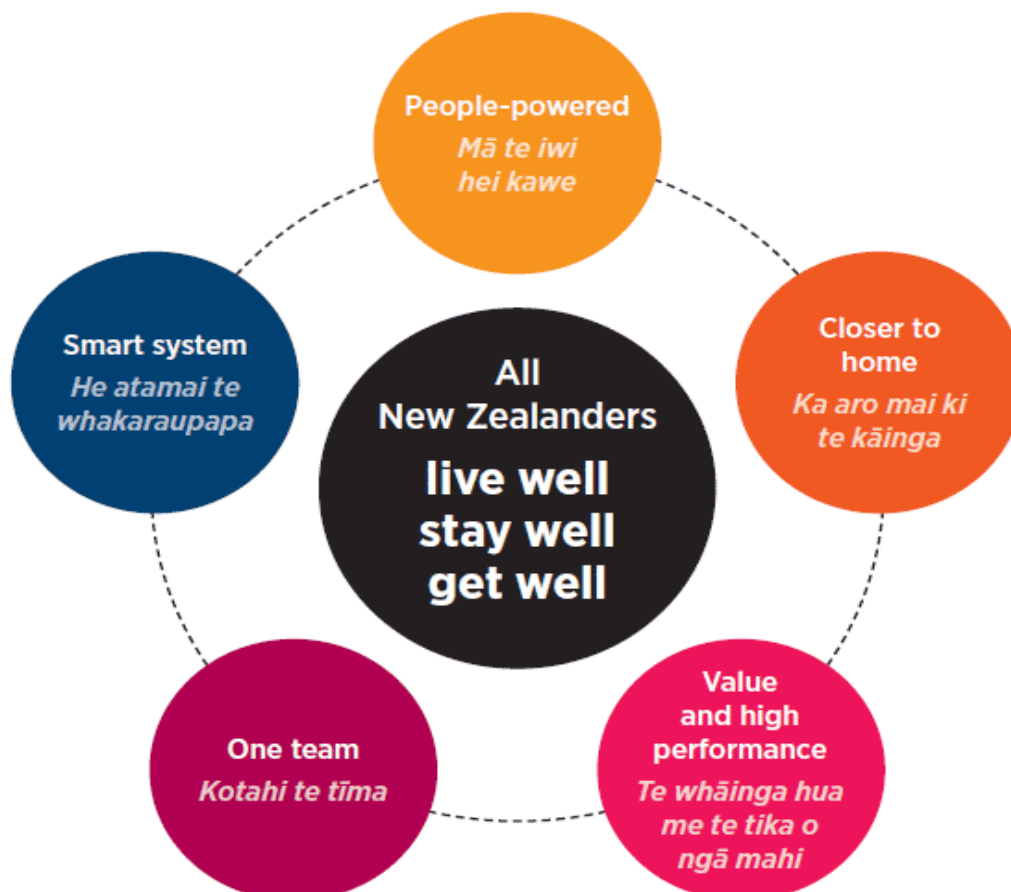 People-powered
Mā te iwi
hei kawe
Smart system
He atamai te
whakaraupapa
Closer to
home
Ka aro mai ki
te kāinga
All
New Zealanders
live well
stay well
get well
One team
Kotahi te tīma
Value
and high
performance
Te whāinga hua
me te tika o
ngā mahi